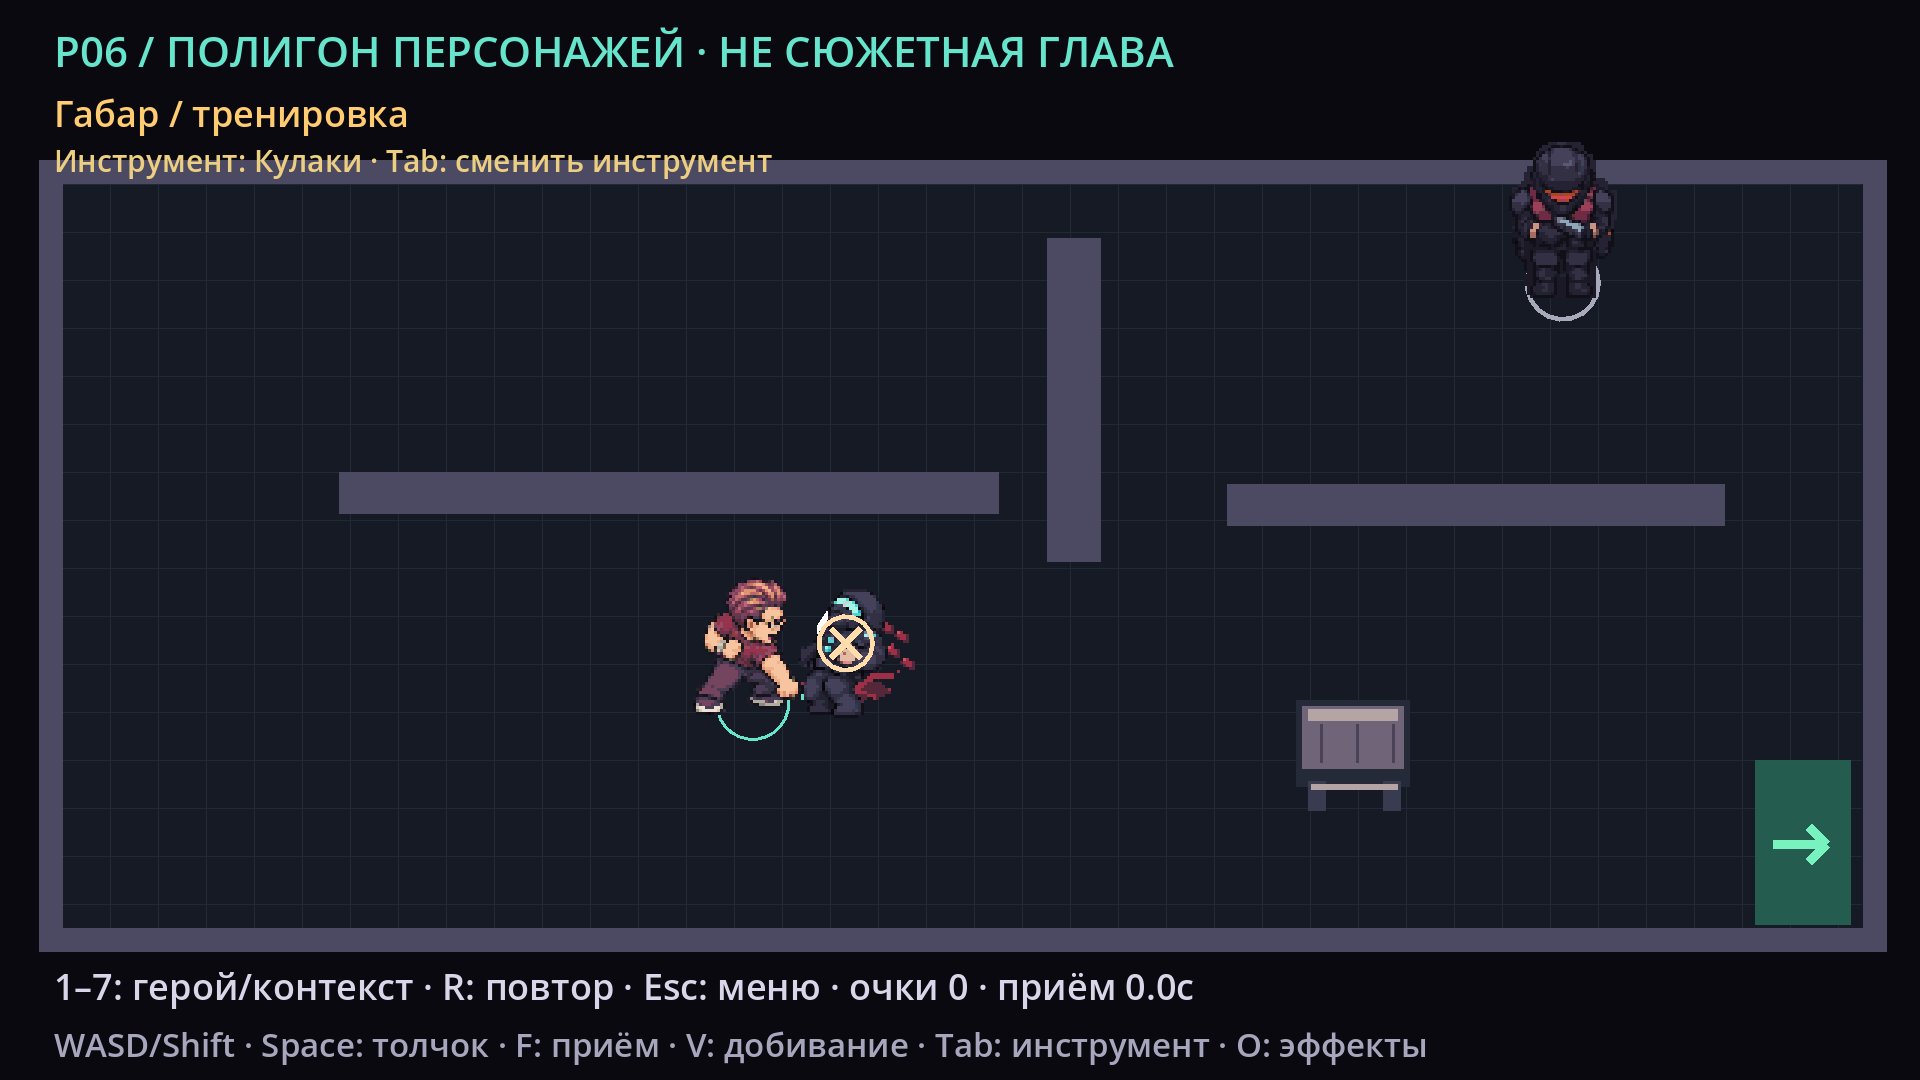 P06 / ПОЛИГОН ПЕРСОНАЖЕЙ · НЕ СЮЖЕТНАЯ ГЛАВА
Габар / тренировка
Инструмент: Кулаки · Tab: сменить инструмент
1–7: герой/контекст · R: повтор · Esc: меню · очки 0 · приём 0.0с
WASD/Shift · Space: толчок · F: приём · V: добивание · Tab: инструмент · O: эффекты